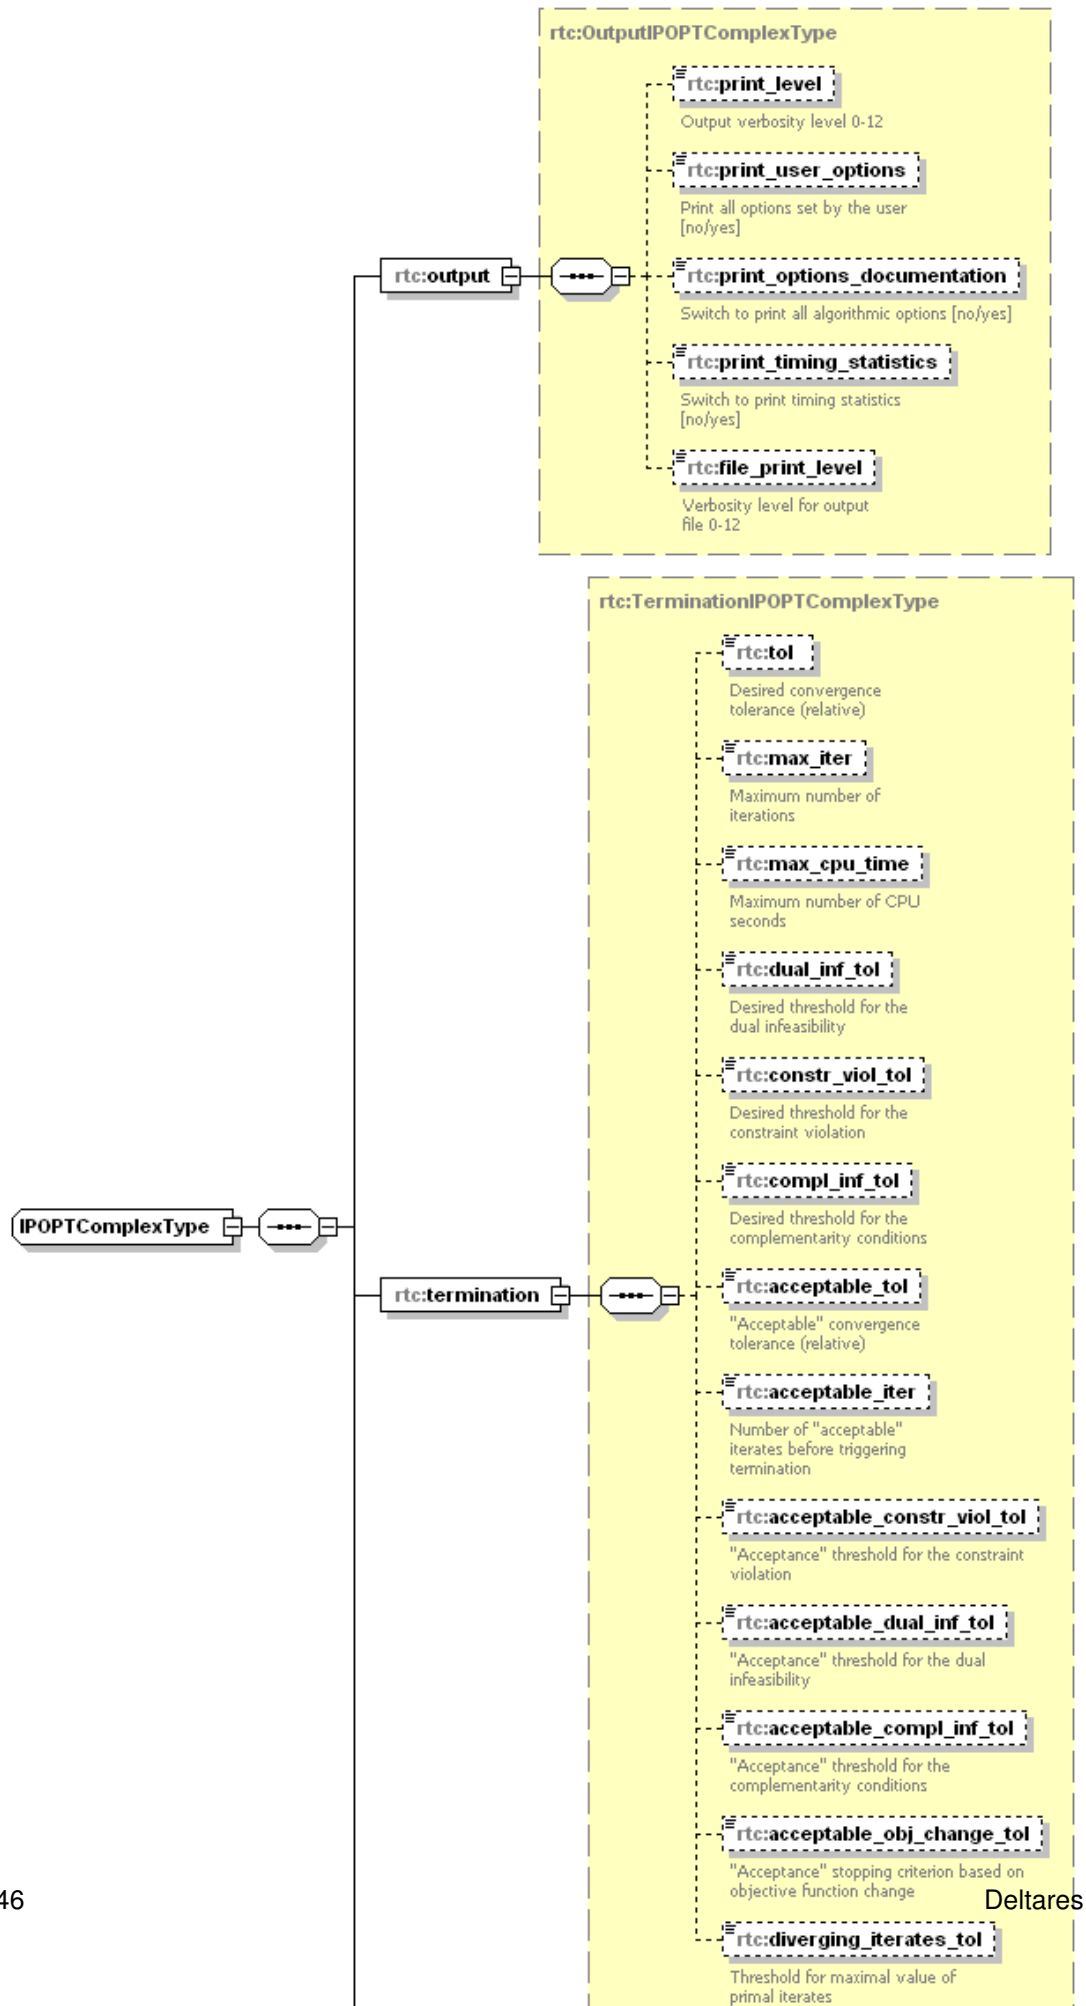 rtc:OutputIPOPTComplexType
rtc:print_level
Output verbosity level 0-12
rtc:print_user_options
Print all options set by the user
[no/yes]
rtc:output
rtc:print_options_documentation
Switch to print all algorithmic options [no/yes]
rtc:print_timing_statistics
Switch to print timing statistics
[no/yes]
rtc:file_print_level
Verbosity level for output
file 0-12
rtc:TerminationIPOPTComplexType
rtc:tol
Desired convergence
tolerance (relative)
rtc:max_iter
Maximum number of
iterations
rtc:max_cpu_time
Maximum number of CPU
seconds
rtc:dual_inf_tol
Desired threshold for the
dual infeasibility
rtc:constr_viol_tol
Desired threshold for the
constraint violation
rtc:compl_inf_tol
Desired threshold for the
complementarity conditions
IPOPTComplexType
rtc:termination
rtc:acceptable_tol
"Acceptable" convergence
tolerance (relative)
rtc:acceptable_iter
Number of "acceptable"
iterates before triggering
termination
rtc:acceptable_constr_viol_tol
"Acceptance" threshold for the constraint
violation
rtc:acceptable_dual_inf_tol
"Acceptance" threshold for the dual
infeasibility
rtc:acceptable_compl_inf_tol
"Acceptance" threshold for the
complementarity conditions
rtc:acceptable_obj_change_tol
"Acceptance" stopping criterion based on
objective function change
46
Deltares
rtc:diverging_iterates_tol
Threshold for maximal value of
primal iterates